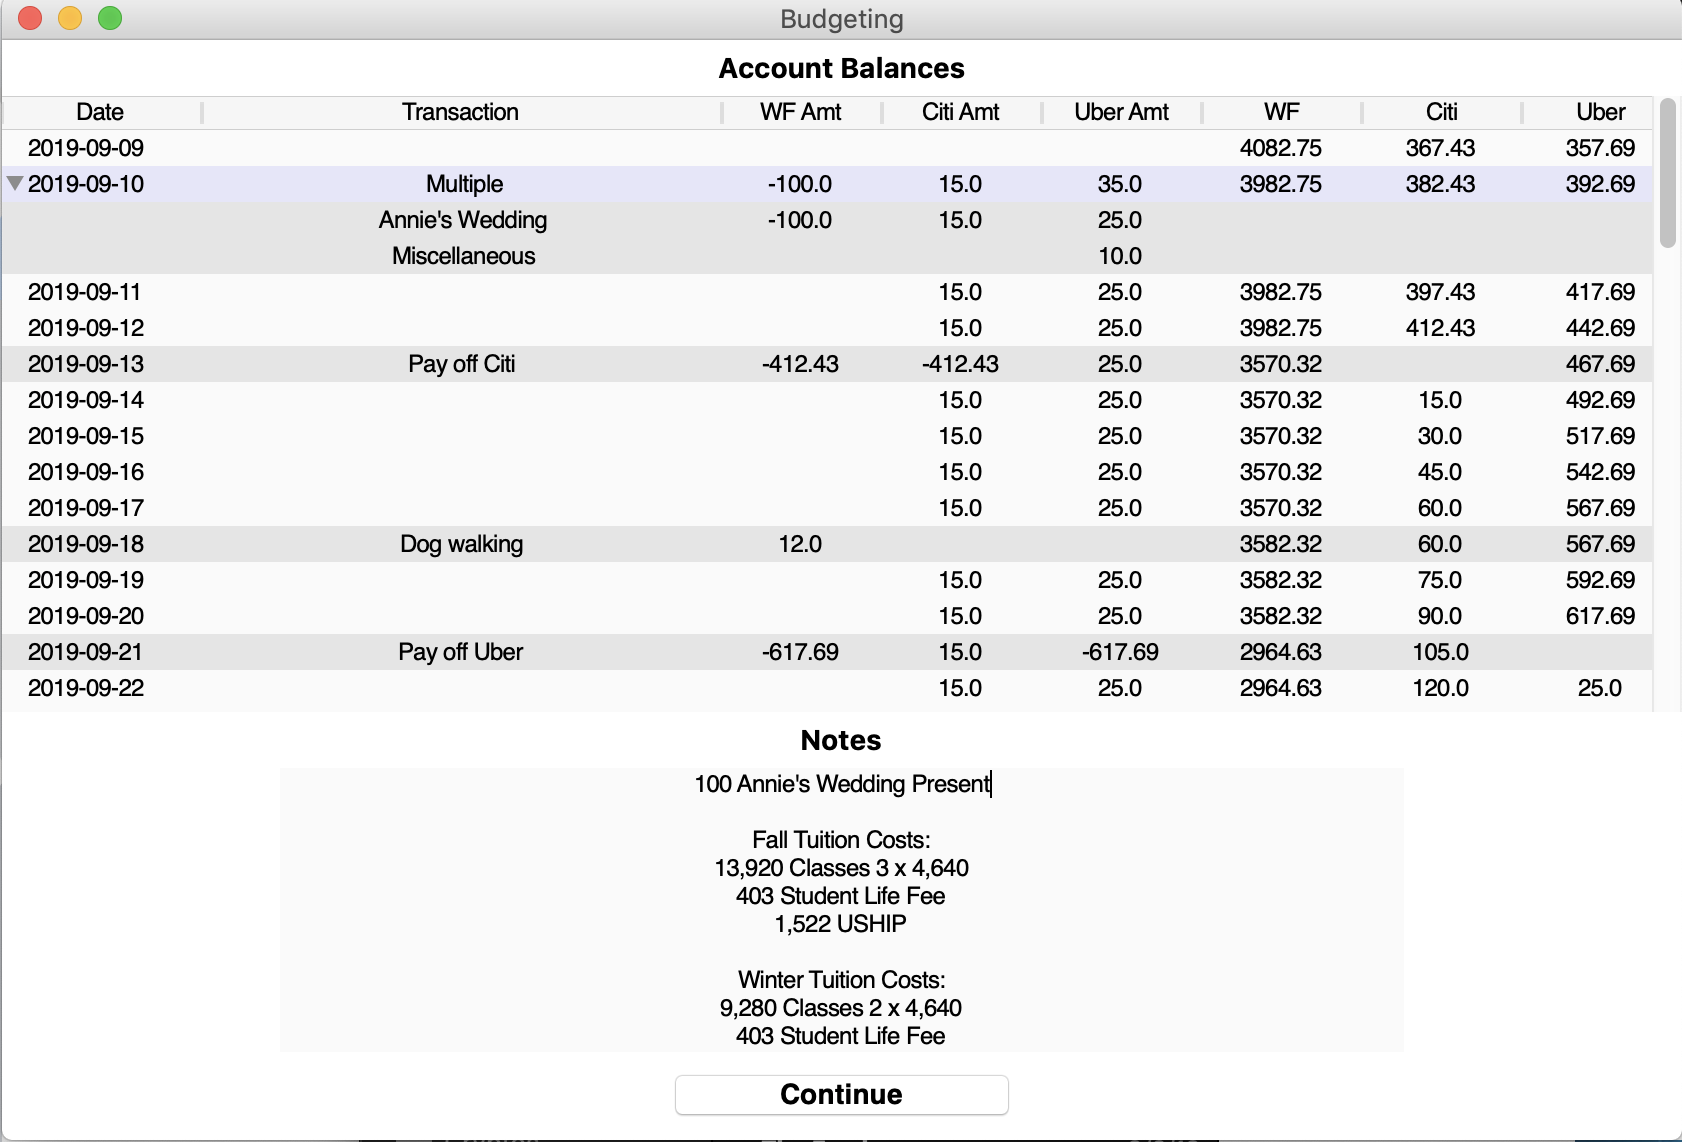 Budgeting
Account Balances
Date Transaction WF Amt Citi Amt Uber Amt WF Citi Uber
2019-09-09 4082.75 367.43 357.69
2019-09-10 Multiple -100.0 15.0 35.0 3982.75 382.43 392.69
Annie's Wedding -100.0 15.0 25.0
Miscellaneous 10.0
2019-09-11 15.0 25.0 3982.75 397.43 417.69
2019-09-12 15.0 25.0 3982.75 412.43 442.69
2019-09-13 Pay off Citi -412.43 -412.43 25.0 3570.32 467.69
2019-09-14 15.0 25.0 3570.32 15.0 492.69
2019-09-15 15.0 25.0 3570.32 30.0 517.69
2019-09-16 15.0 25.0 3570.32 45.0 542.69
2019-09-17 15.0 25.0 3570.32 60.0 567.69
2019-09-18 Dog walking 12.0 3582.32 60.0 567.69
2019-09-19 15.0 25.0 3582.32 75.0 592.69
2019-09-20 15.0 25.0 3582.32 90.0 617.69
2019-09-21 Pay off Uber -617.69 15.0 -617.69 2964.63 105.0
2019-09-22 15.0 25.0 2964.63 120.0 25.0
Notes
100 Annie's Wedding Present
Fall Tuition Costs:
13,920 Classes 3 x 4,640
403 Student Life Fee
1,522 USHIP
Winter Tuition Costs:
9,280 Classes 2 x 4,640
403 Student Life Fee
Continue